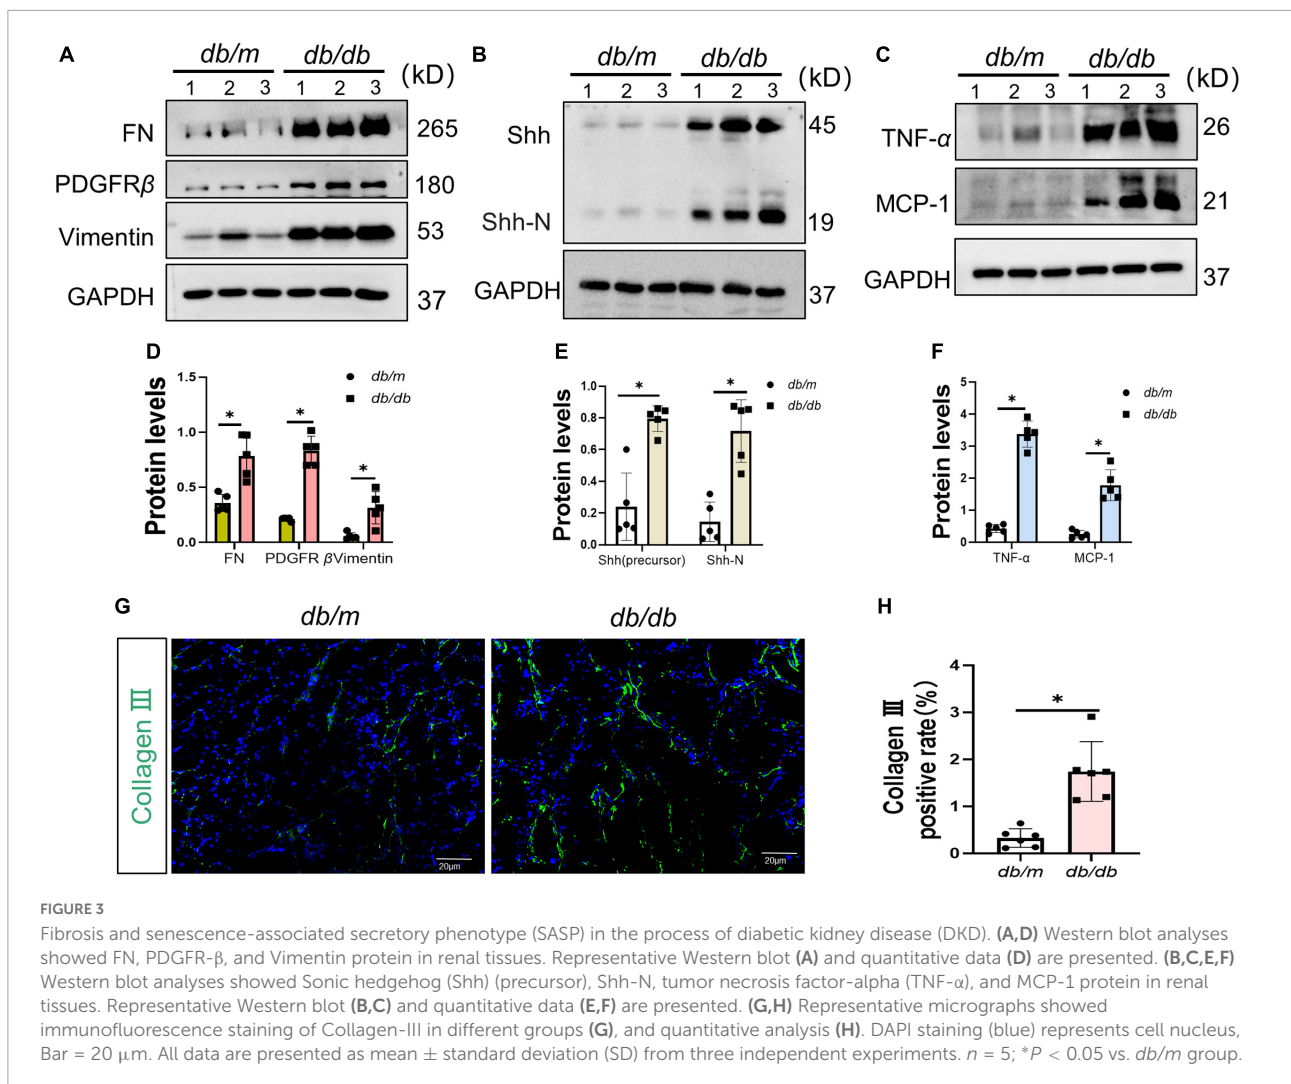 A
db/m db/db
(kD)
1 2 3 1 2 3
FN 265
PDGFRβ 180
Vimentin 53
GAPDH 37
B
db/m db/db
(kD)
1 2 3 1 2 3
Shh 45
Shh-N 19
GAPDH 37
C
db/m db/db
(kD)
1 2 3 1 2 3
TNF-α 26
MCP-1 21
GAPDH 37
D
Protein levels
1.5
1.0
0.5
0.0
* * *
db/m
db/db
FN PDGFR βVimentin
E
Protein levels
1.0
0.8
0.6
0.4
0.2
0.0
* *
db/m
db/db
Shh(precursor) Shh-N
F
Protein levels
5
4
3
2
1
0
* *
db/m
db/db
TNF-α MCP-1
G
db/m db/db
Collagen Ⅲ
20μm 20μm
H
Collagen Ⅲ
positive rate(%)
4
3
2
1
0
*
db/m db/db
FIGURE 3
Fibrosis and senescence-associated secretory phenotype (SASP) in the process of diabetic kidney disease (DKD). (A,D) Western blot analyses
showed FN, PDGFR-β, and Vimentin protein in renal tissues. Representative Western blot (A) and quantitative data (D) are presented. (B,C,E,F)
Western blot analyses showed Sonic hedgehog (Shh) (precursor), Shh-N, tumor necrosis factor-alpha (TNF-α), and MCP-1 protein in renal
tissues. Representative Western blot (B,C) and quantitative data (E,F) are presented. (G,H) Representative micrographs showed
immunofluorescence staining of Collagen-III in different groups (G), and quantitative analysis (H). DAPI staining (blue) represents cell nucleus,
Bar = 20 μm. All data are presented as mean ± standard deviation (SD) from three independent experiments. n = 5; *P < 0.05 vs. db/m group.